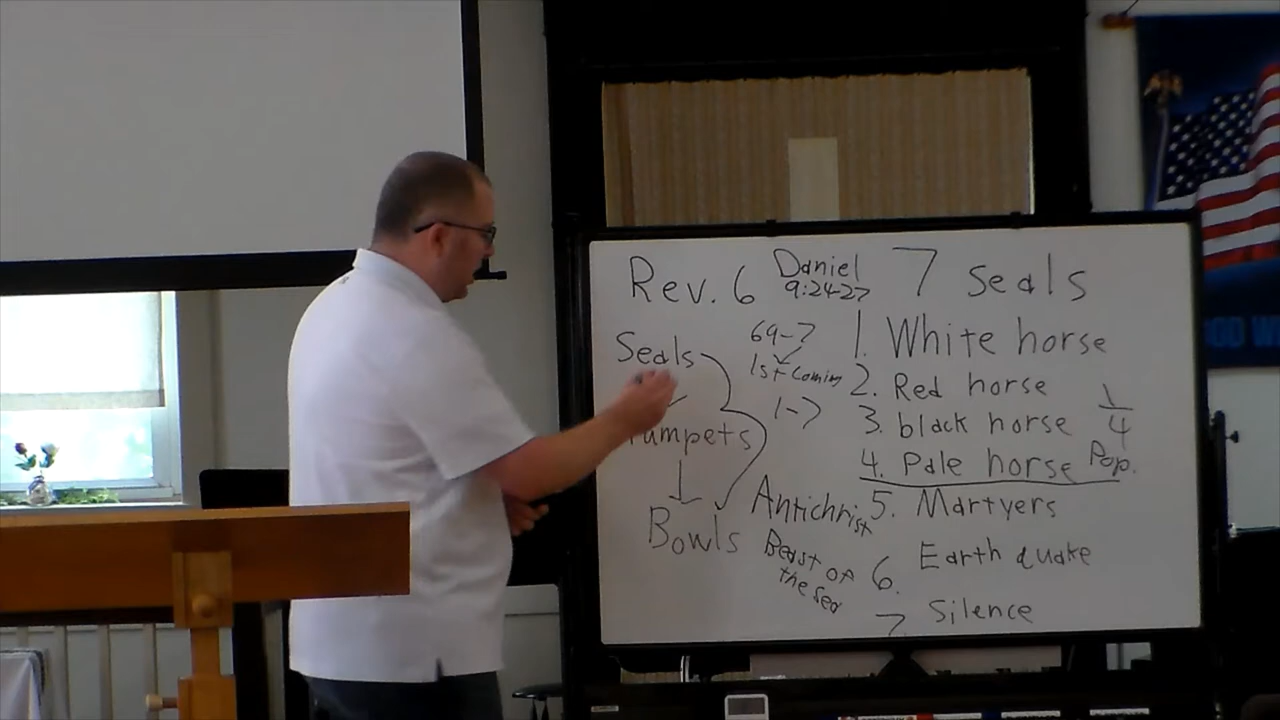 Rev. 6 Daniel 9:24-27 7 Seals
Seals
Trumpets
Bowls
69-7
1st coming
1-7
Antichrist
Beast of the Sea
1. White horse
2. Red horse
3. black horse
4. Pale horse
1/4 Pop.
5. Martyers
6. Earth quake
7 Silence